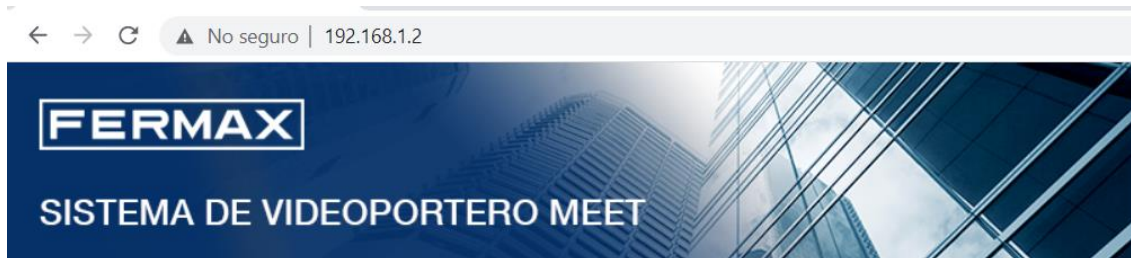 No seguro | 192.168.1.2
FERMAX
SISTEMA DE VIDEOPORTERO MEET